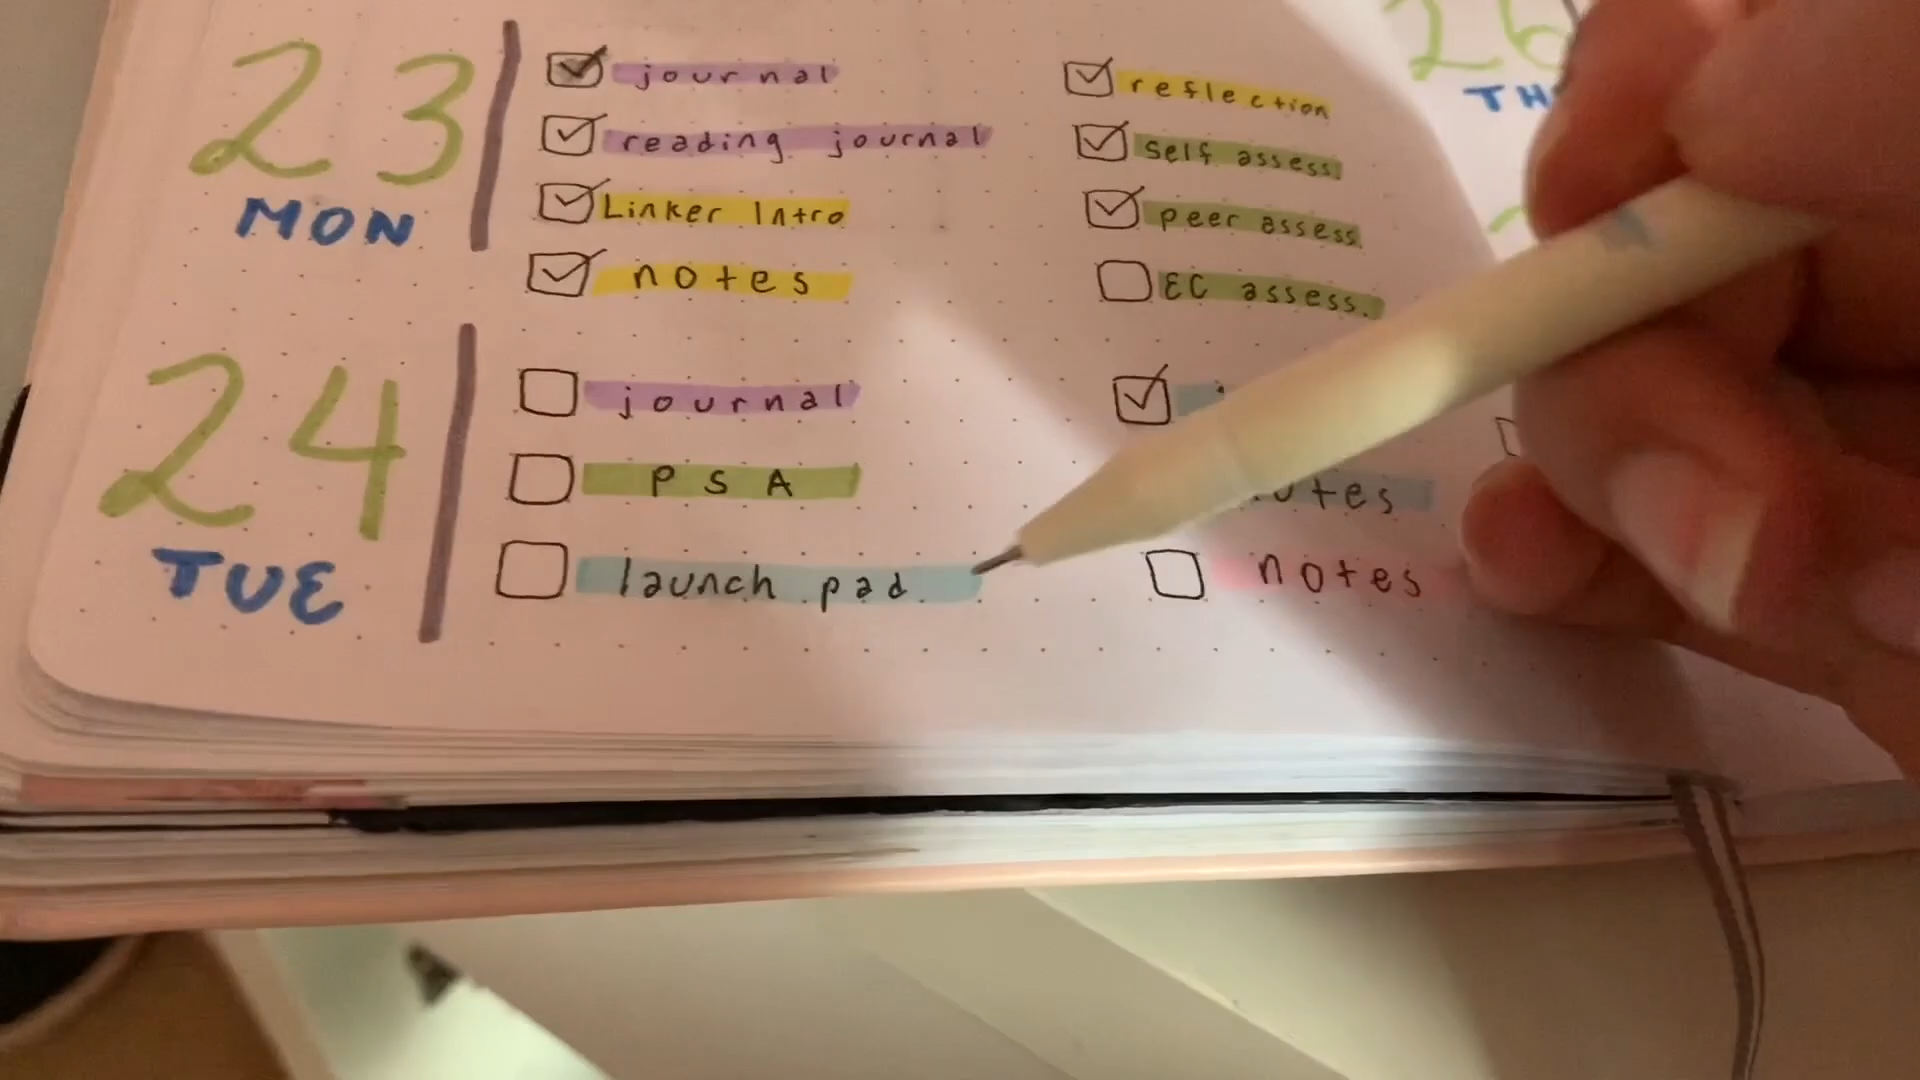 23
MON
journal
reading journal
Linker Intro
notes
reflection
self assess.
peer assess.
EC assess.
24
TUE
journal
PSA
launch pad
notes
26